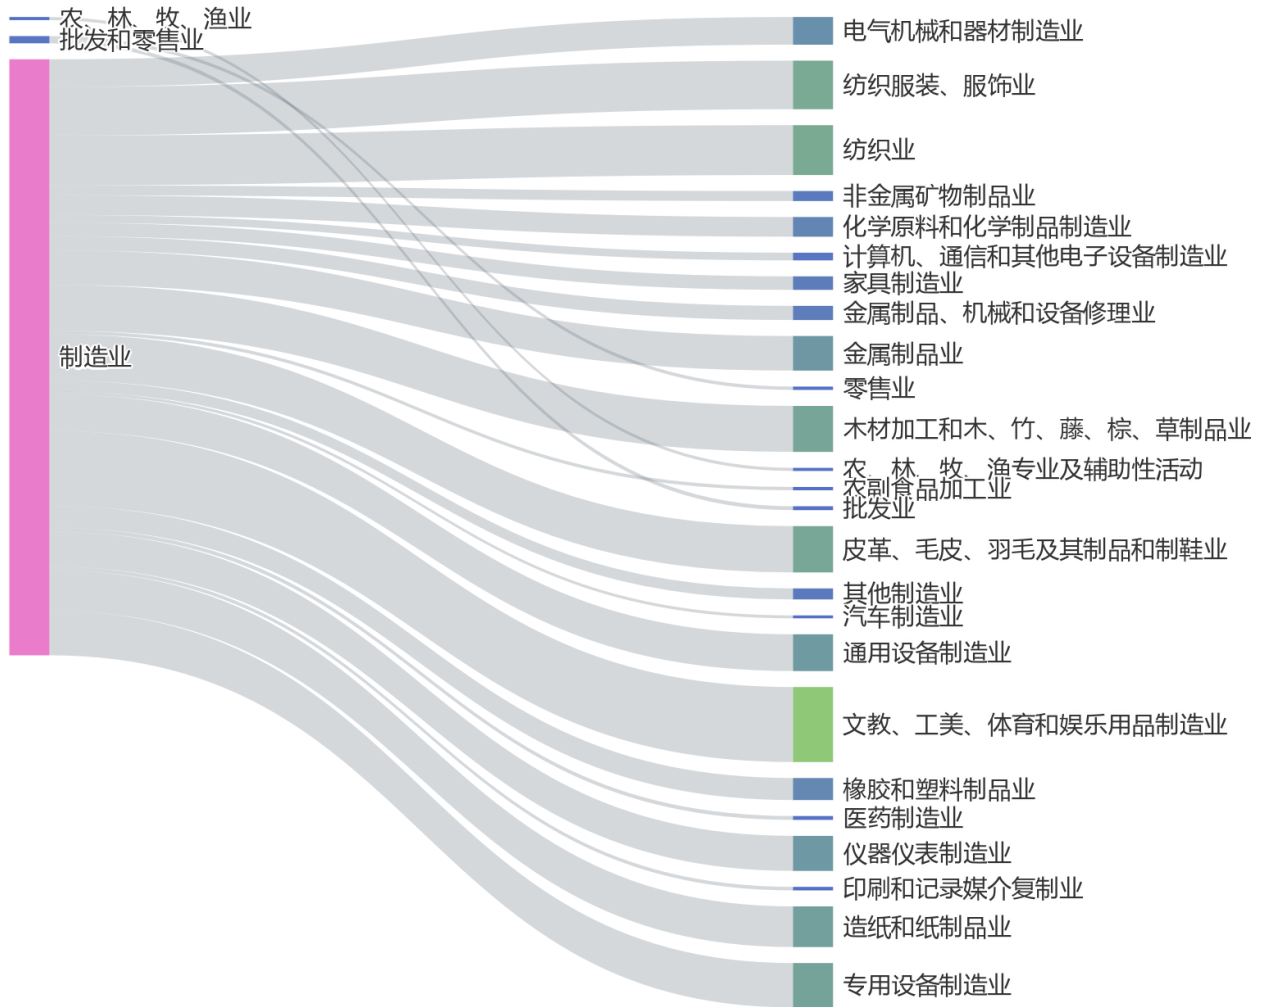 农、林、牧、渔业
批发和零售业
制造业
电气机械和器材制造业
纺织服装、服饰业
纺织业
非金属矿物制品业
化学原料和化学制品制造业
计算机、通信和其他电子设备制造业
家具制造业
金属制品、机械和设备修理业
金属制品业
零售业
木材加工和木、竹、藤、棕、草制品业
农、林、牧、渔专业及辅助性活动
农副食品加工业
批发业
皮革、毛皮、羽毛及其制品和制鞋业
其他制造业
汽车制造业
通用设备制造业
文教、工美、体育和娱乐用品制造业
橡胶和塑料制品业
医药制造业
仪器仪表制造业
印刷和记录媒介复制业
造纸和纸制品业
专用设备制造业